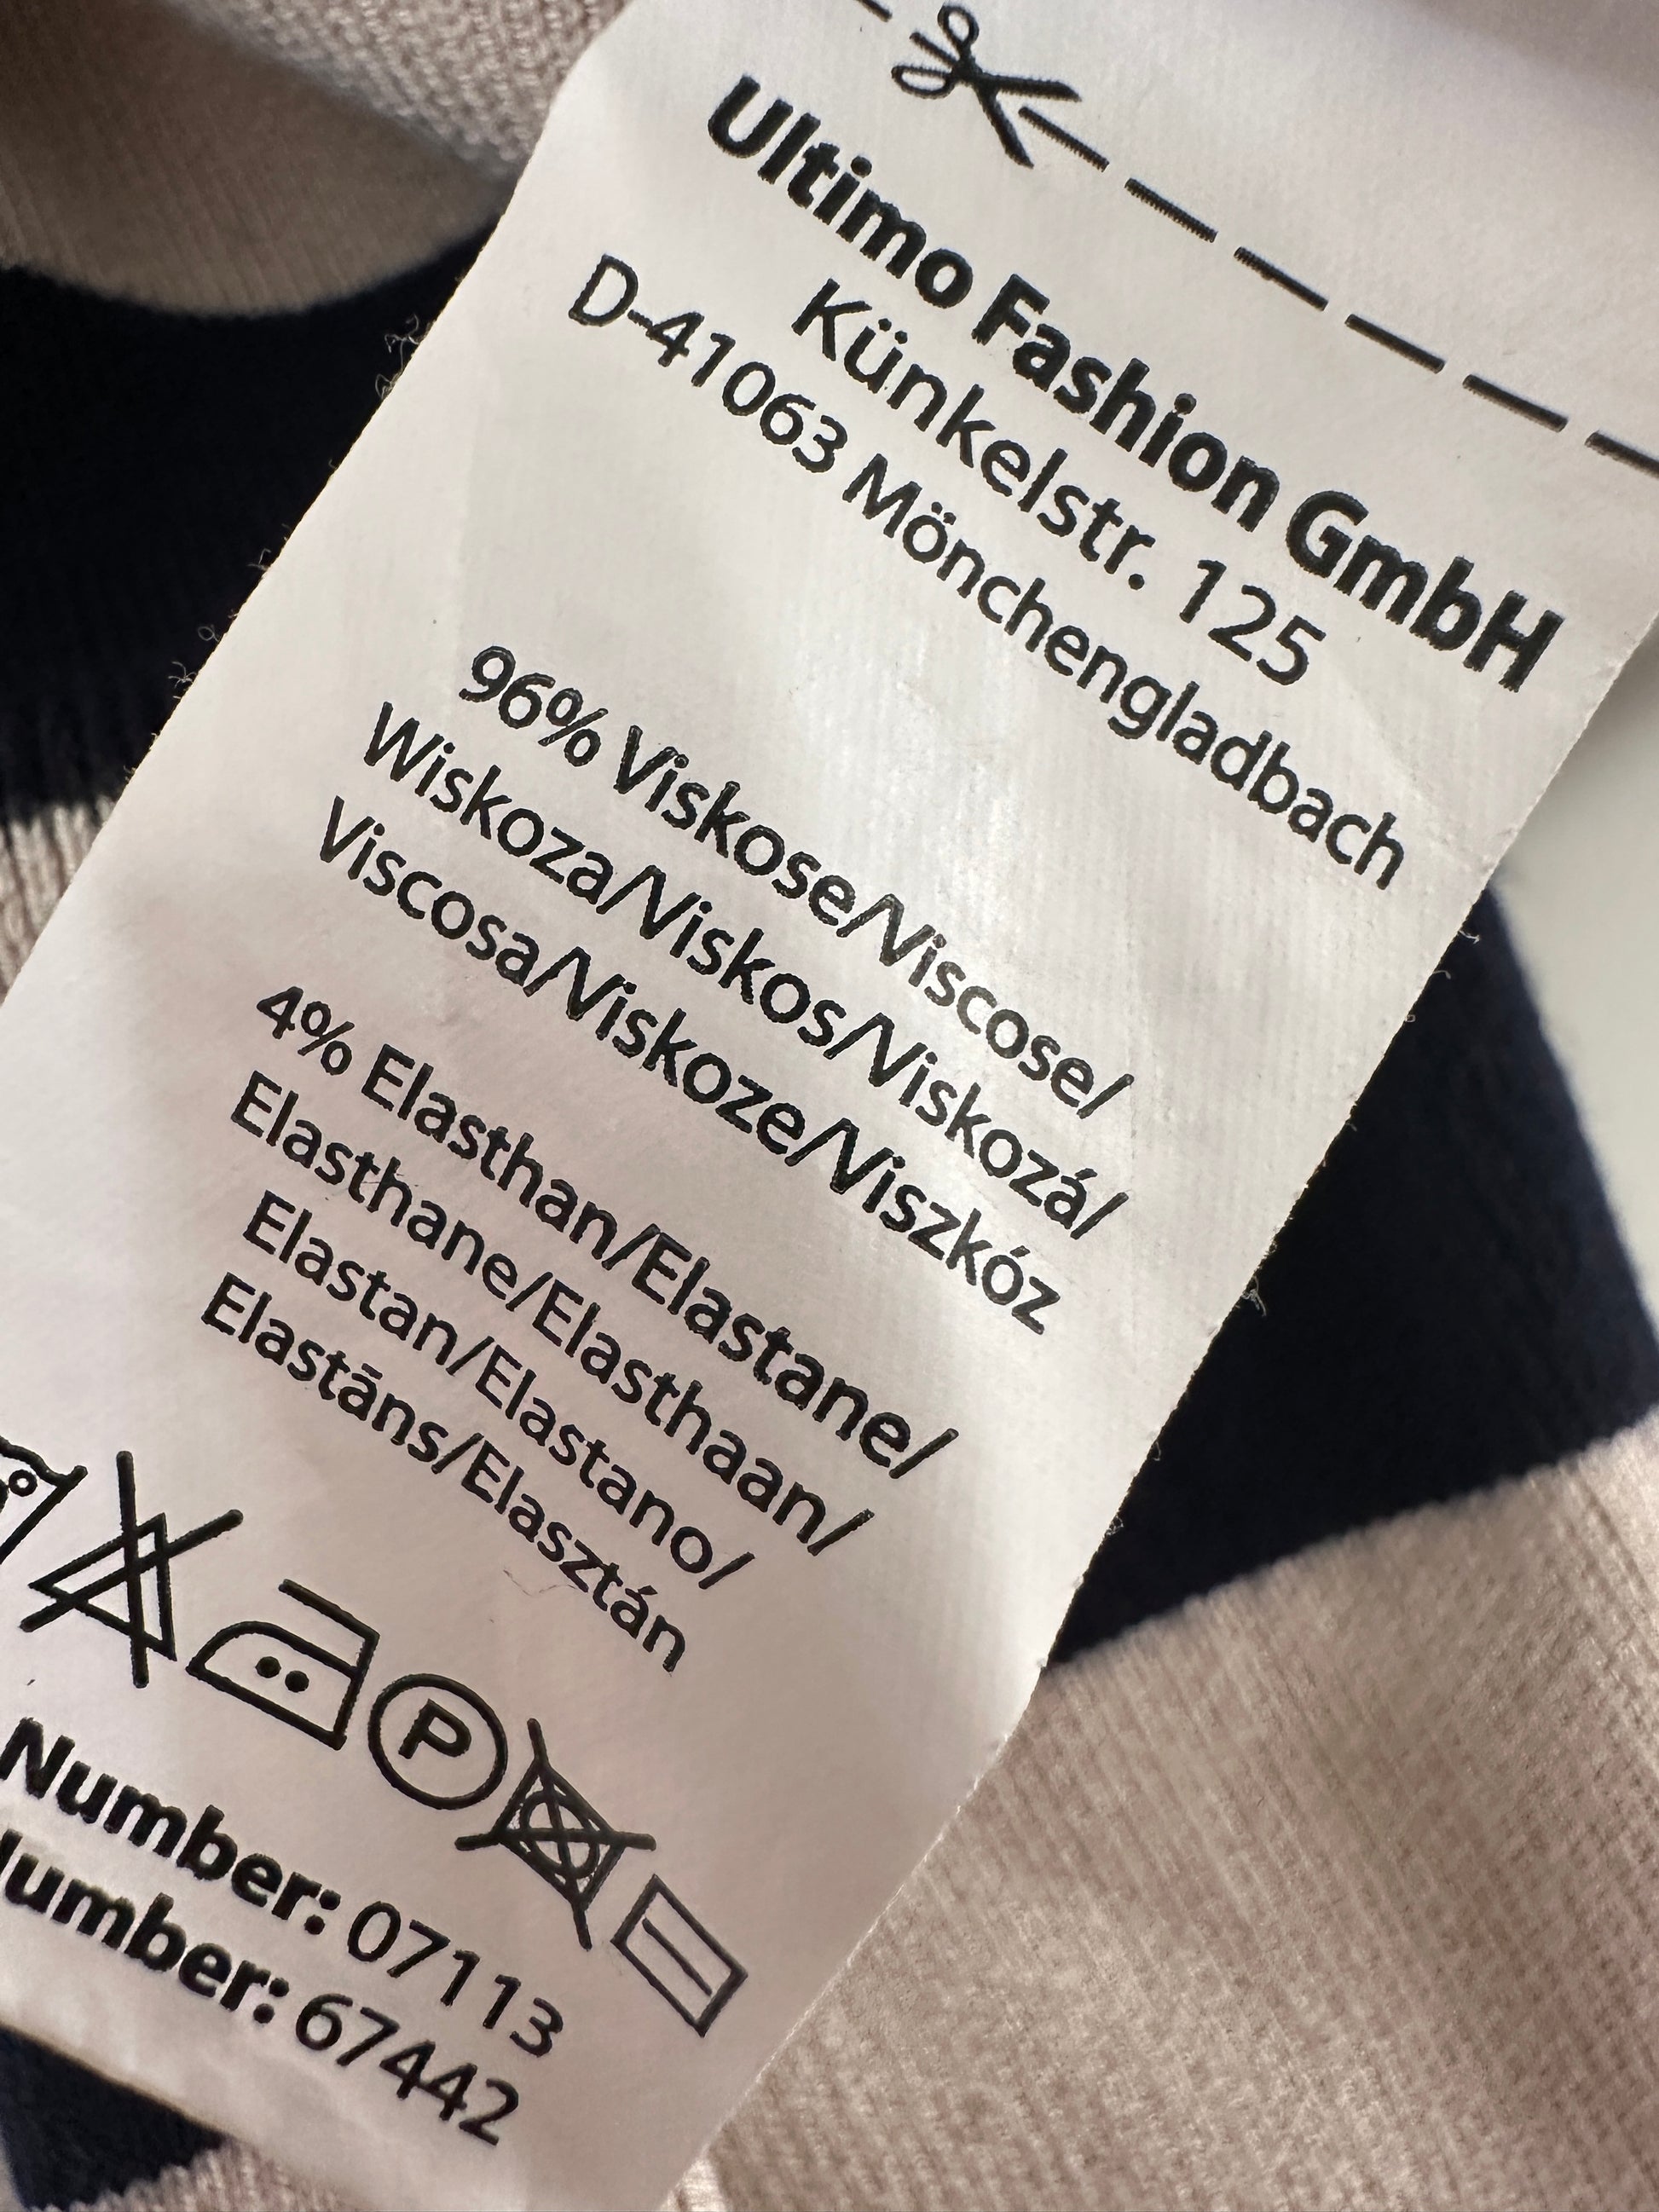 Ultimo Fashion GmbH
Künkelstr. 125
D-41063 Mönchengladbach
96% Viskose/Viscose/
Wiskoza/Viskos/Viskozá/
Viscosa/Viskoze/Viszkóz
4% Elasthan/Elastane/
Elasthane/Elasthaan/
Elastan/Elastano/
Elastāns/Elasztán
P
Number: 07113
Number: 67442